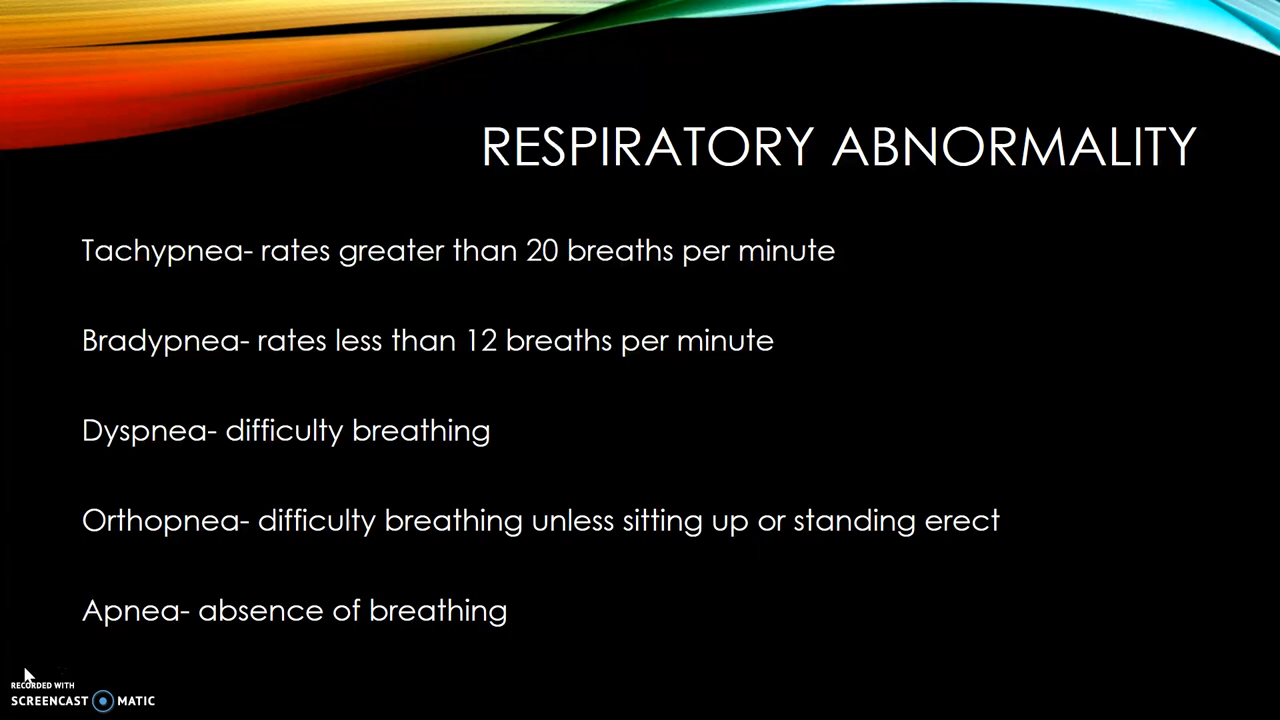 RESPIRATORY ABNORMALITY
Tachypnea- rates greater than 20 breaths per minute
Bradypnea- rates less than 12 breaths per minute
Dyspnea- difficulty breathing
Orthopnea- difficulty breathing unless sitting up or standing erect
Apnea- absence of breathing
RECORDED WITH
SCREENCAST MATIC